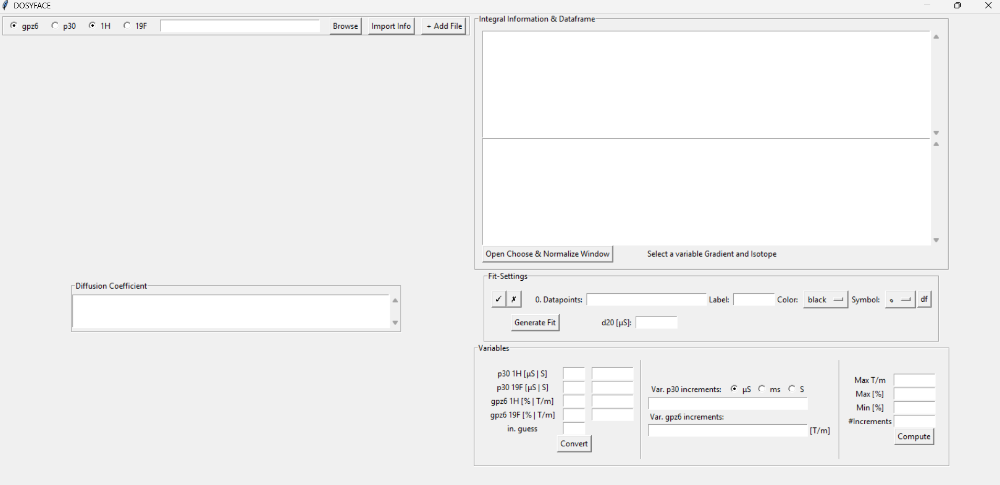 DOSYFACE
gpz6 p30 1H 19F Browse Import Info + Add File
Integral Information & Dataframe
Open Choose & Normalize Window Select a variable Gradient and Isotope
Diffusion Coefficient
Fit-Settings
✓ ✗ 0. Datapoints: Label: Color: black Symbol: o df
Generate Fit d20 [µS]:
Variables
p30 1H [µS | S]
p30 19F [µS | S]
gpz6 1H [% | T/m]
gpz6 19F [% | T/m]
in. guess
Convert
Var. p30 increments: µS ms S
Var. gpz6 increments:
[T/m]
Max T/m
Max [%]
Min [%]
#Increments
Compute